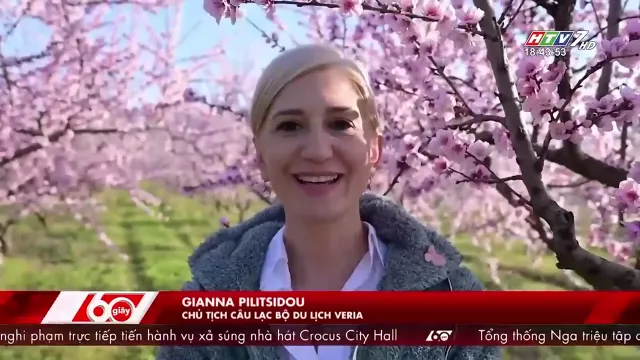 HTV7 HD
18:43:53
60 giây
GIANNA PILITSIDOU
CHỦ TỊCH CÂU LẠC BỘ DU LỊCH VERIA
nghi phạm trực tiếp tiến hành vụ xả súng nhà hát Crocus City Hall 60 giây Tổng thống Nga triệu tập c